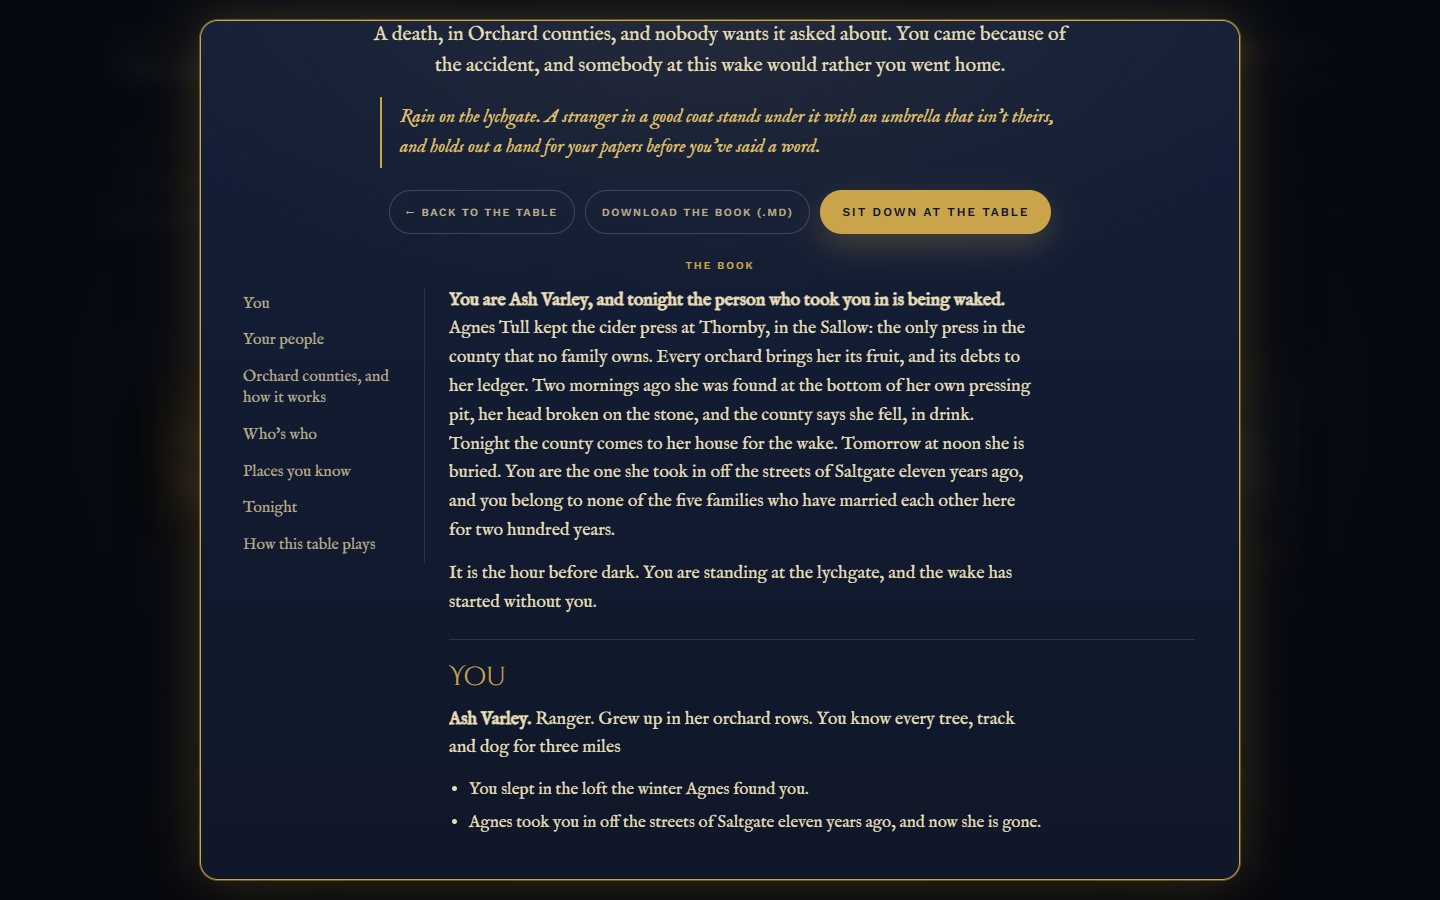 A death, in Orchard counties, and nobody wants it asked about. You came because of
the accident, and somebody at this wake would rather you went home.
Rain on the lychgate. A stranger in a good coat stands under it with an umbrella that isn't theirs,
and holds out a hand for your papers before you've said a word.
← BACK TO THE TABLE
DOWNLOAD THE BOOK (.MD)
SIT DOWN AT THE TABLE
THE BOOK
You
Your people
Orchard counties, and
how it works
Who's who
Places you know
Tonight
How this table plays
You are Ash Varley, and tonight the person who took you in is being waked.
Agnes Tull kept the cider press at Thornby, in the Sallow: the only press in the
county that no family owns. Every orchard brings her its fruit, and its debts to
her ledger. Two mornings ago she was found at the bottom of her own pressing
pit, her head broken on the stone, and the county says she fell, in drink.
Tonight the county comes to her house for the wake. Tomorrow at noon she is
buried. You are the one she took in off the streets of Saltgate eleven years ago,
and you belong to none of the five families who have married each other here
for two hundred years.
It is the hour before dark. You are standing at the lychgate, and the wake has
started without you.
YOU
Ash Varley. Ranger. Grew up in her orchard rows. You know every tree, track
and dog for three miles
• You slept in the loft the winter Agnes found you.
• Agnes took you in off the streets of Saltgate eleven years ago, and now she is gone.